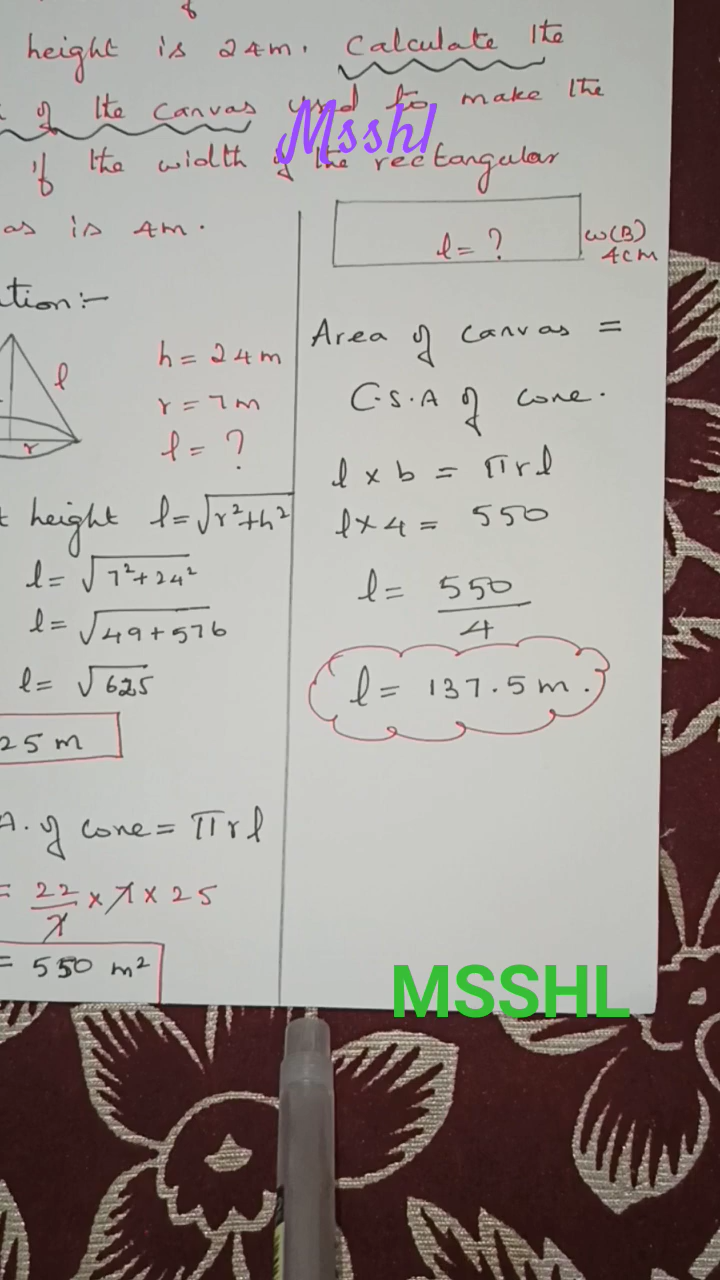 height is 24m. Calculate the
of the canvas used to make the
Msshl
if the width of the rectangular
as is 4m.
l = ?
w(B)
4cm
tion:-
l
r
h = 24m
r = 7m
l = ?
t height l = √r²+h²
l = √7²+24²
l = √49+576
l = √625
25 m
A. of cone = πrl
= 22/7 × 7 × 25
= 550 m²
Area of canvas =
C.S.A of cone.
l × b = πrl
l × 4 = 550
l = 550/4
l = 137.5 m.
MSSHL